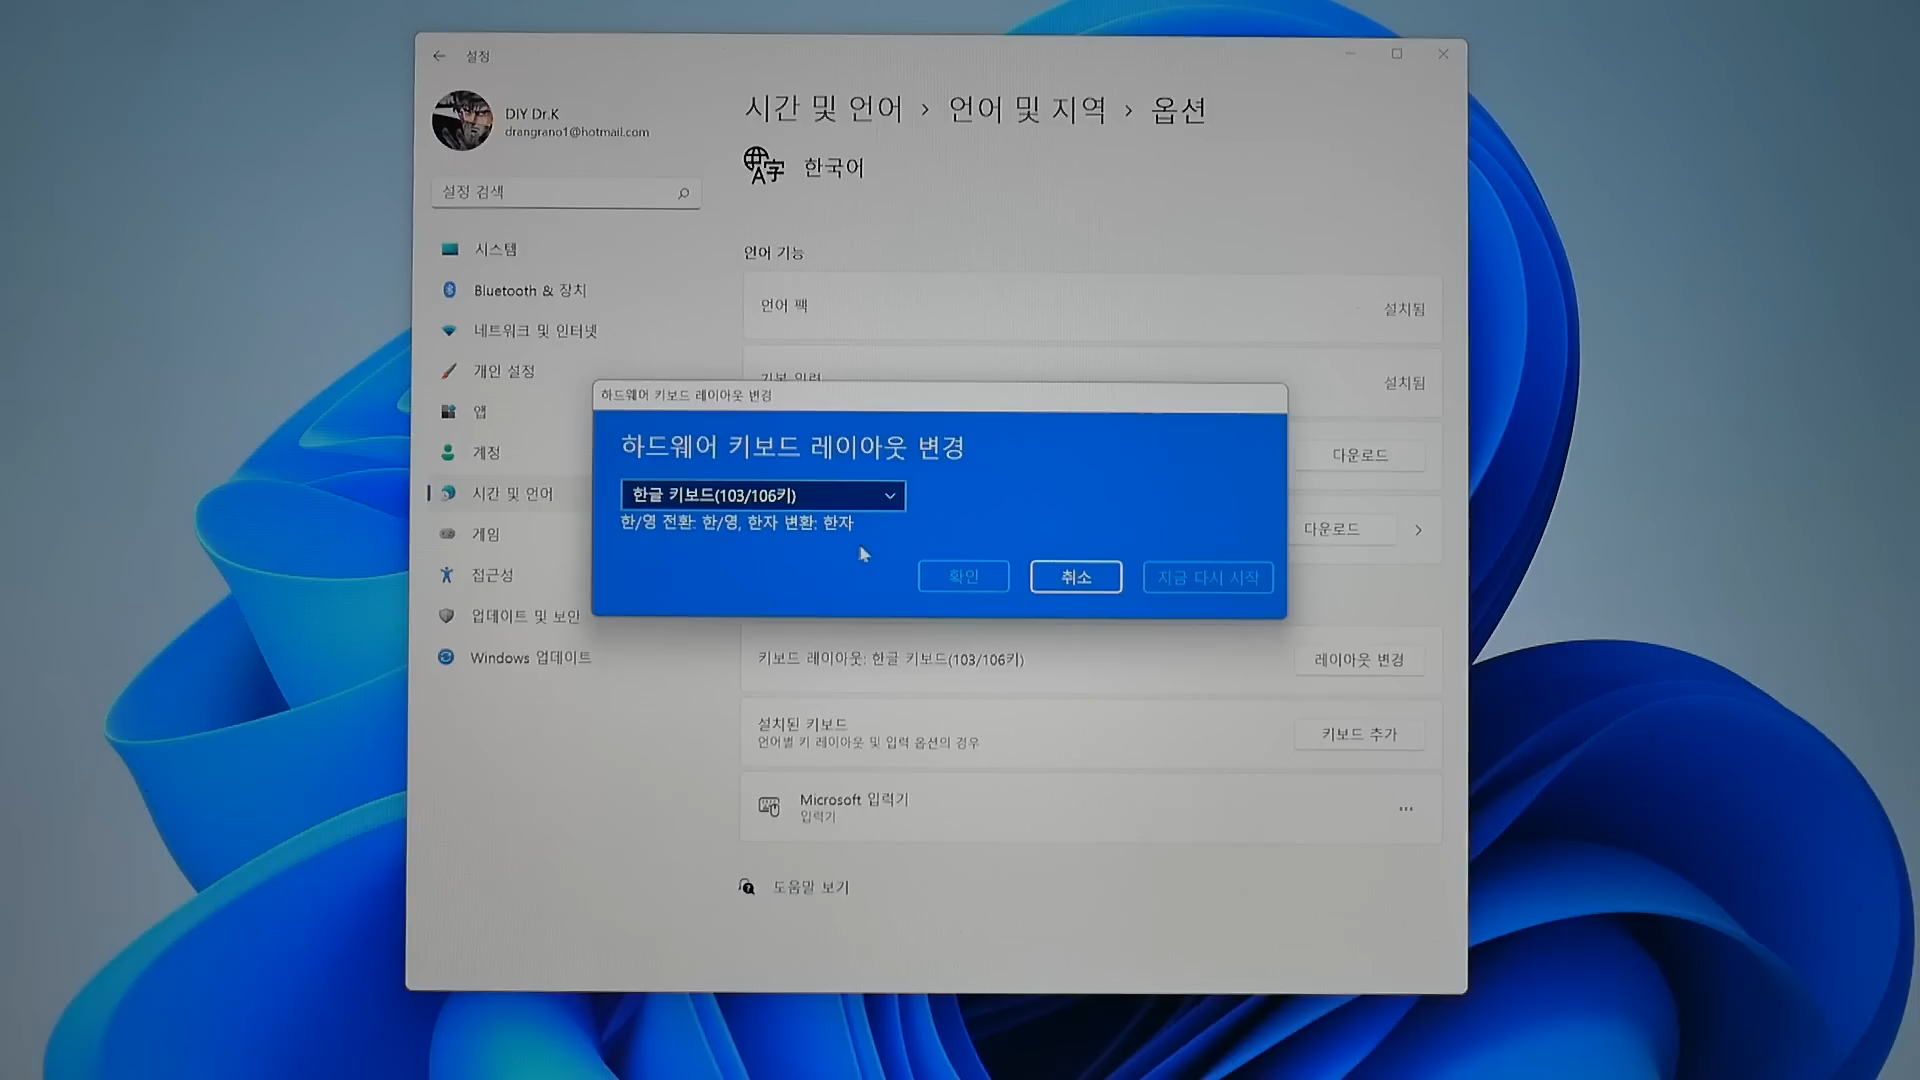 설정
DIY Dr.K
drangrano1@hotmail.com
설정 검색
시스템
Bluetooth & 장치
네트워크 및 인터넷
개인 설정
앱
계정
시간 및 언어
게임
접근성
업데이트 및 보안
Windows 업데이트
시간 및 언어 › 언어 및 지역 › 옵션
한국어
언어 기능
언어 팩
설치됨
기본 입력
설치됨
다운로드
다운로드
하드웨어 키보드 레이아웃 변경
하드웨어 키보드 레이아웃 변경
한글 키보드(103/106키)
한/영 전환: 한/영, 한자 변환: 한자
확인
취소
지금 다시 시작
키보드 레이아웃: 한글 키보드(103/106키)
레이아웃 변경
설치된 키보드
언어별 키 레이아웃 및 입력 옵션의 경우
키보드 추가
Microsoft 입력기
입력기
도움말 보기